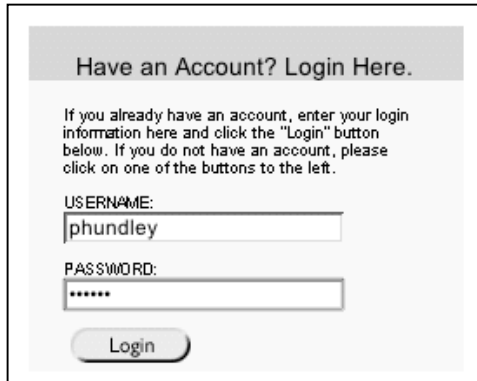 Have an Account? Login Here.
If you already have an account, enter your login
information here and click the "Login" button
below. If you do not have an account, please
click on one of the buttons to the left.
USERNAME:
phundley
PASSWORD:
••••••
Login